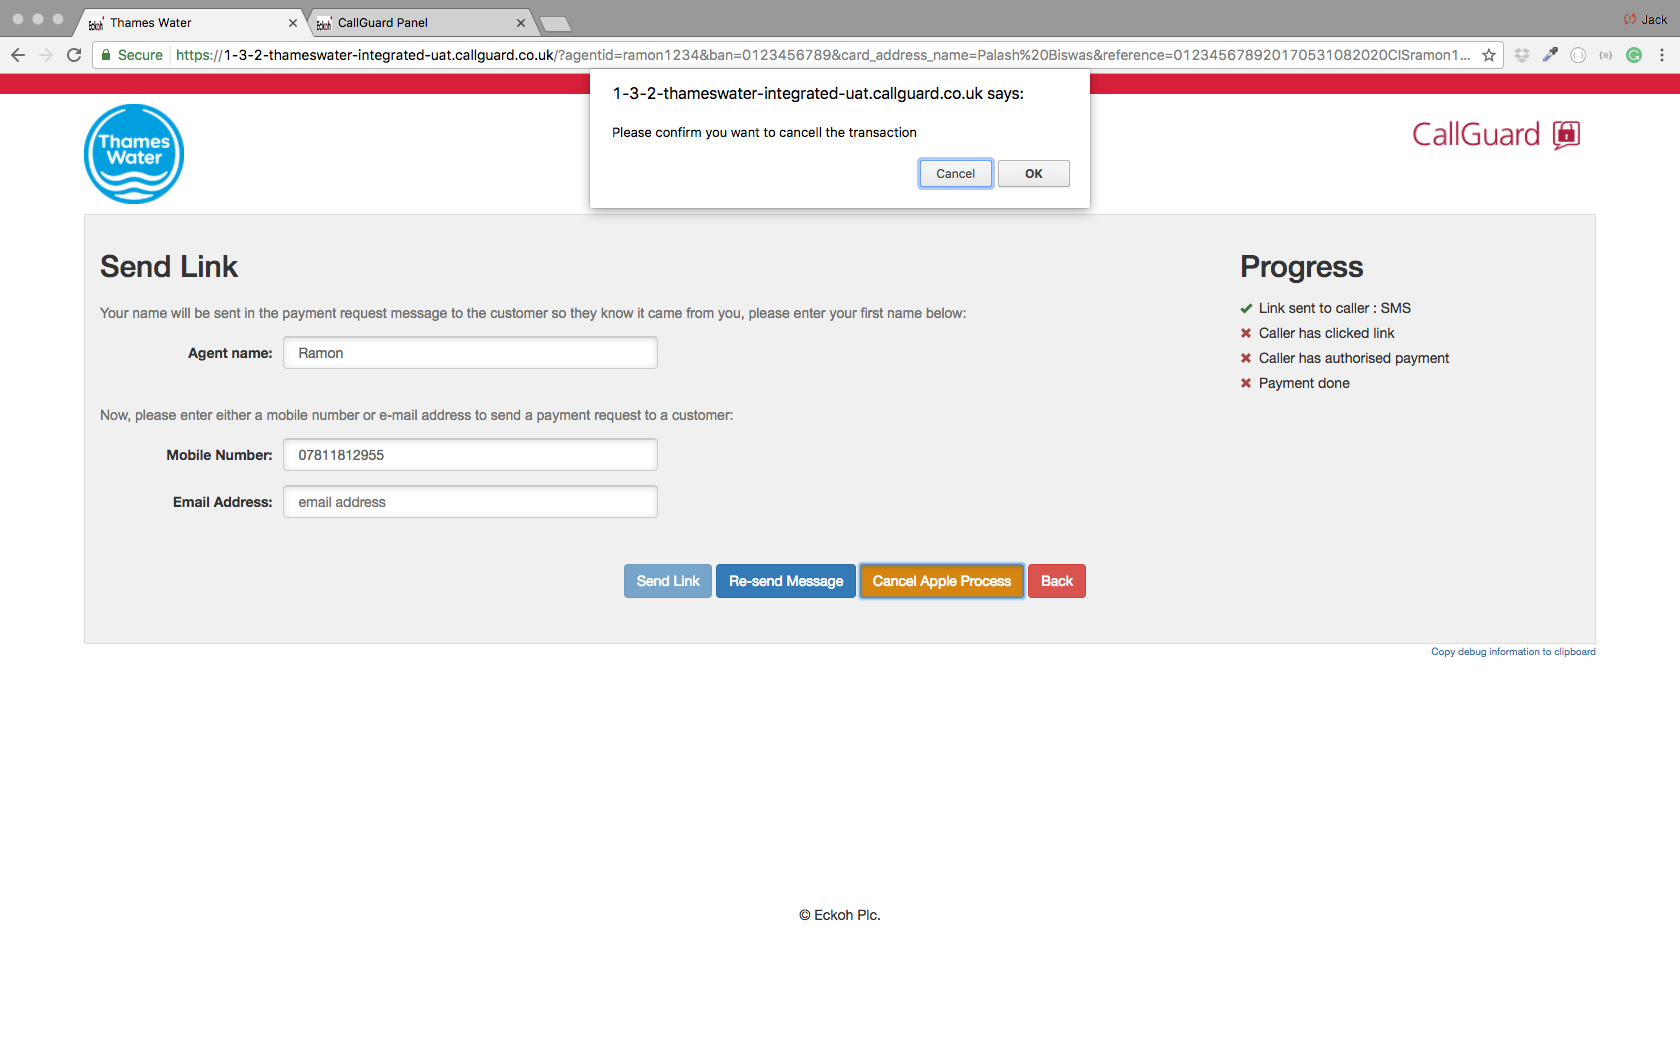 Eckoh Thames Water
Eckoh CallGuard Panel
Jack
Secure https://1-3-2-thameswater-integrated-uat.callguard.co.uk/?agentid=ramon1234&ban=0123456789&card_address_name=Palash%20Biswas&reference=012345678920170531082020CISramon1...
1-3-2-thameswater-integrated-uat.callguard.co.uk says:
Please confirm you want to cancell the transaction
Cancel OK
Thames
Water
CallGuard
Send Link
Your name will be sent in the payment request message to the customer so they know it came from you, please enter your first name below:
Agent name: Ramon
Now, please enter either a mobile number or e-mail address to send a payment request to a customer:
Mobile Number: 07811812955
Email Address: email address
Send Link Re-send Message Cancel Apple Process Back
Progress
Link sent to caller : SMS
Caller has clicked link
Caller has authorised payment
Payment done
Copy debug information to clipboard
© Eckoh Plc.